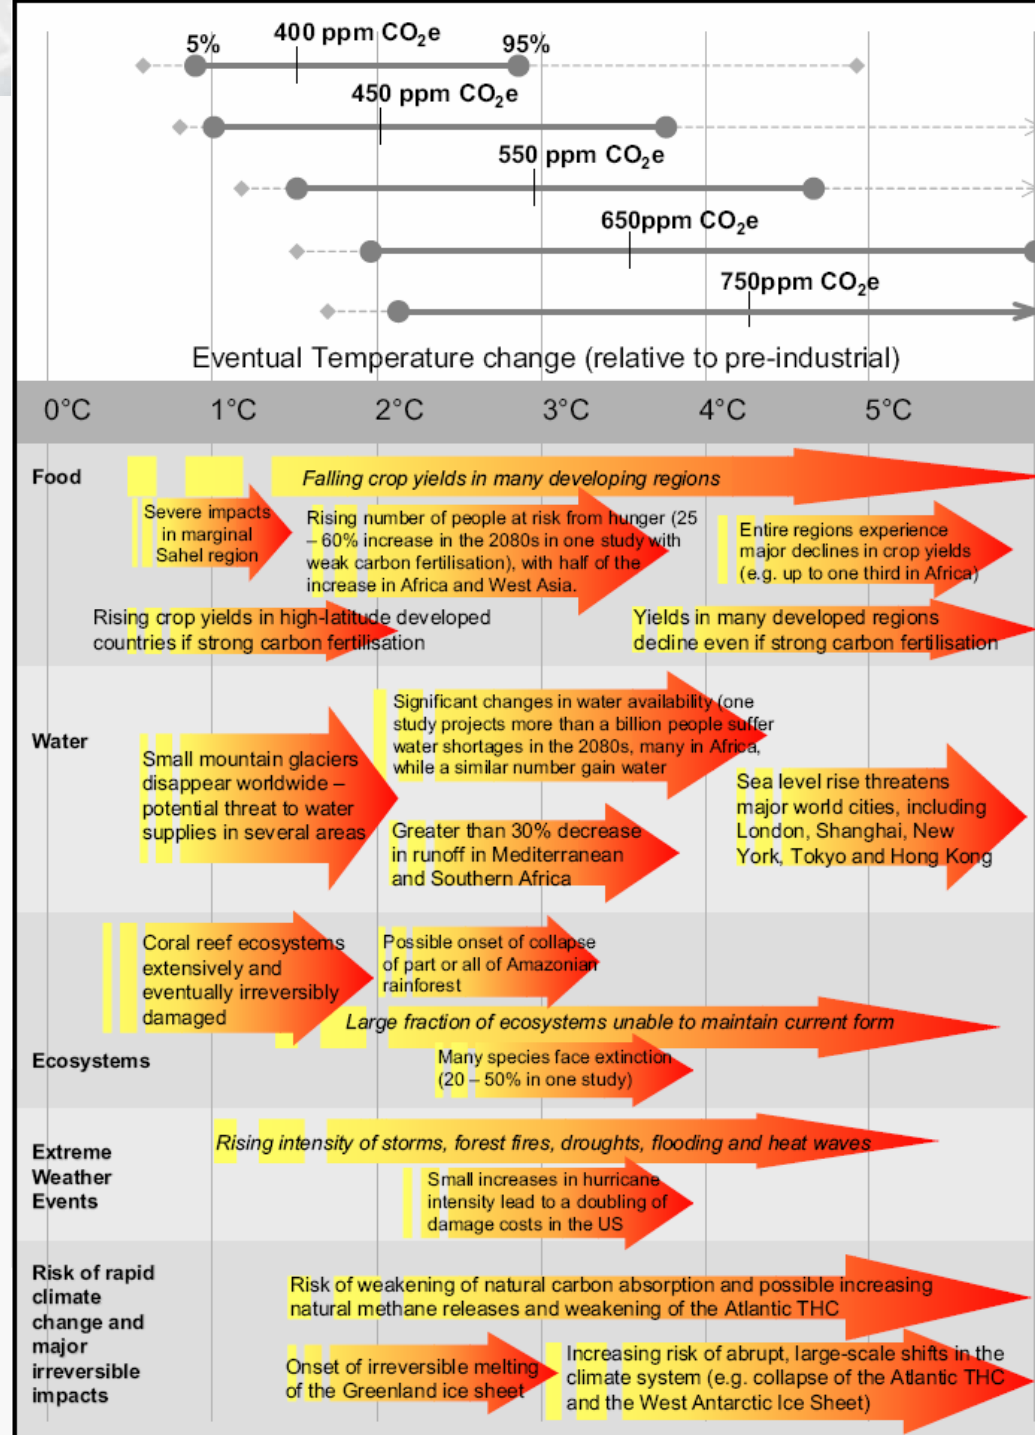 400 ppm CO₂e
5%
95%
450 ppm CO₂e
550 ppm CO₂e
650ppm CO₂e
750ppm CO₂e
Eventual Temperature change (relative to pre-industrial)
0°C 1°C 2°C 3°C 4°C 5°C
Food
Falling crop yields in many developing regions
Severe impacts
in marginal
Sahel region
Rising number of people at risk from hunger (25
– 60% increase in the 2080s in one study with
weak carbon fertilisation), with half of the
increase in Africa and West Asia.
Entire regions experience
major declines in crop yields
(e.g. up to one third in Africa)
Rising crop yields in high-latitude developed
countries if strong carbon fertilisation
Yields in many developed regions
decline even if strong carbon fertilisation
Water
Small mountain glaciers
disappear worldwide –
potential threat to water
supplies in several areas
Significant changes in water availability (one
study projects more than a billion people suffer
water shortages in the 2080s, many in Africa,
while a similar number gain water
Greater than 30% decrease
in runoff in Mediterranean
and Southern Africa
Sea level rise threatens
major world cities, including
London, Shanghai, New
York, Tokyo and Hong Kong
Ecosystems
Coral reef ecosystems
extensively and
eventually irreversibly
damaged
Possible onset of collapse
of part or all of Amazonian
rainforest
Large fraction of ecosystems unable to maintain current form
Many species face extinction
(20 – 50% in one study)
Extreme
Weather
Events
Rising intensity of storms, forest fires, droughts, flooding and heat waves
Small increases in hurricane
intensity lead to a doubling of
damage costs in the US
Risk of rapid
climate
change and
major
irreversible
impacts
Risk of weakening of natural carbon absorption and possible increasing
natural methane releases and weakening of the Atlantic THC
Onset of irreversible melting
of the Greenland ice sheet
Increasing risk of abrupt, large-scale shifts in the
climate system (e.g. collapse of the Atlantic THC
and the West Antarctic Ice Sheet)